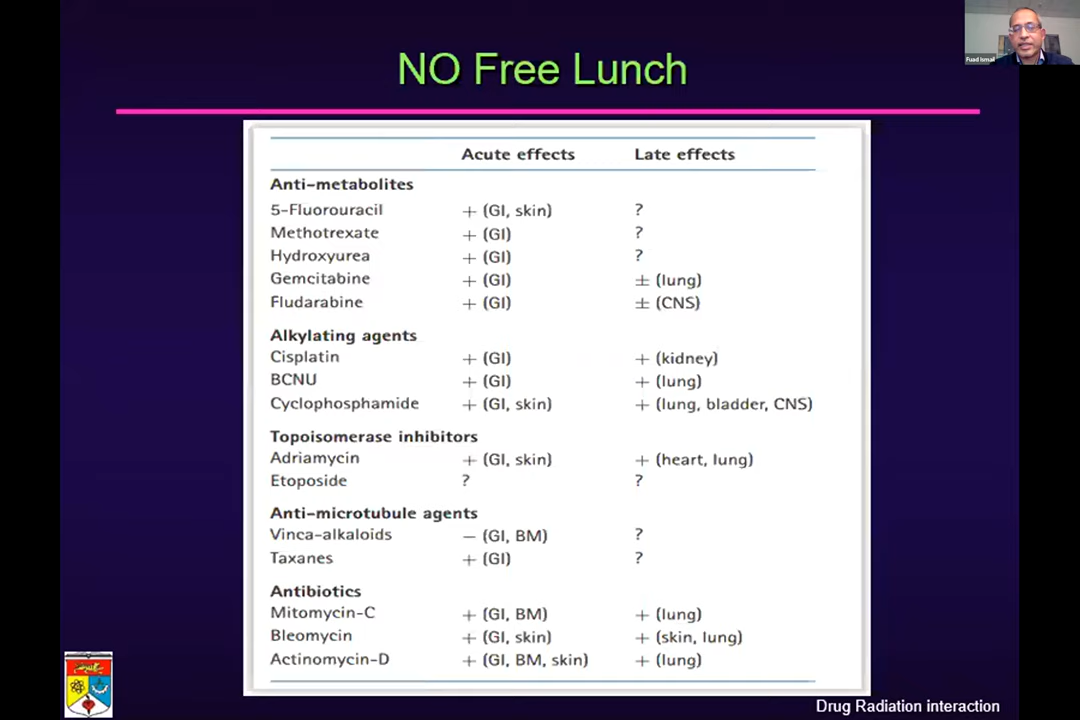 Fuad Ismail
NO Free Lunch
Acute effects Late effects
Anti-metabolites
5-Fluorouracil + (GI, skin) ?
Methotrexate + (GI) ?
Hydroxyurea + (GI) ?
Gemcitabine + (GI) ± (lung)
Fludarabine + (GI) ± (CNS)
Alkylating agents
Cisplatin + (GI) + (kidney)
BCNU + (GI) + (lung)
Cyclophosphamide + (GI, skin) + (lung, bladder, CNS)
Topoisomerase inhibitors
Adriamycin + (GI, skin) + (heart, lung)
Etoposide ? ?
Anti-microtubule agents
Vinca-alkaloids − (GI, BM) ?
Taxanes + (GI) ?
Antibiotics
Mitomycin-C + (GI, BM) + (lung)
Bleomycin + (GI, skin) + (skin, lung)
Actinomycin-D + (GI, BM, skin) + (lung)
Drug Radiation interaction